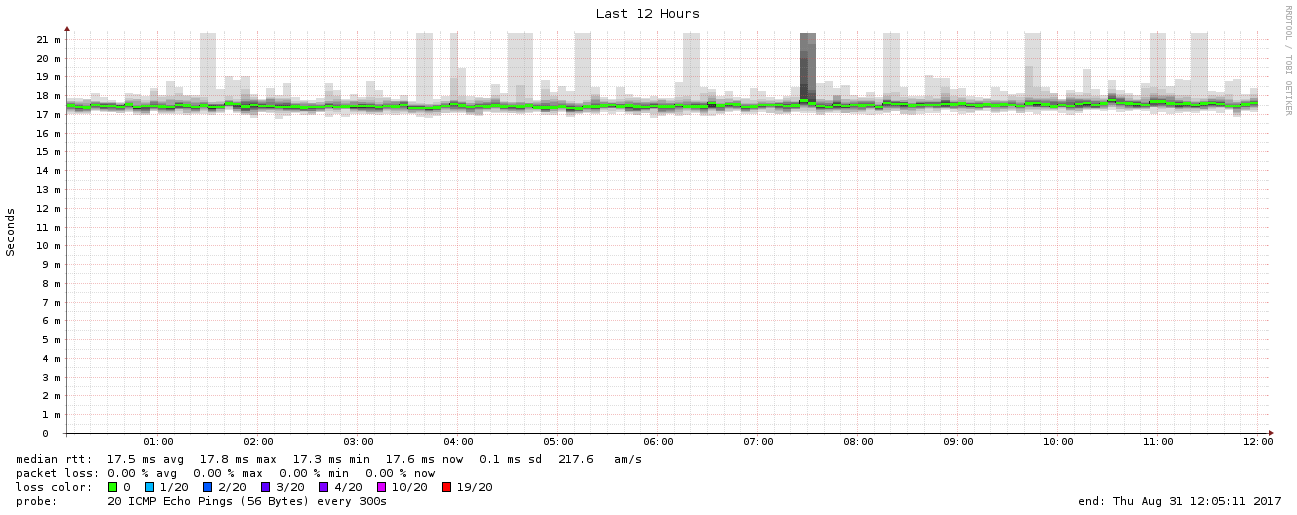 Last 12 Hours
RRDTOOL / TOBI OETIKER
Seconds
21 m
20 m
19 m
18 m
17 m
16 m
15 m
14 m
13 m
12 m
11 m
10 m
9 m
8 m
7 m
6 m
5 m
4 m
3 m
2 m
1 m
0
01:00 02:00 03:00 04:00 05:00 06:00 07:00 08:00 09:00 10:00 11:00 12:00
median rtt: 17.5 ms avg 17.8 ms max 17.3 ms min 17.6 ms now 0.1 ms sd 217.6 am/s
packet loss: 0.00 % avg 0.00 % max 0.00 % min 0.00 % now
loss color: 0 1/20 2/20 3/20 4/20 10/20 19/20
probe: 20 ICMP Echo Pings (56 Bytes) every 300s end: Thu Aug 31 12:05:11 2017